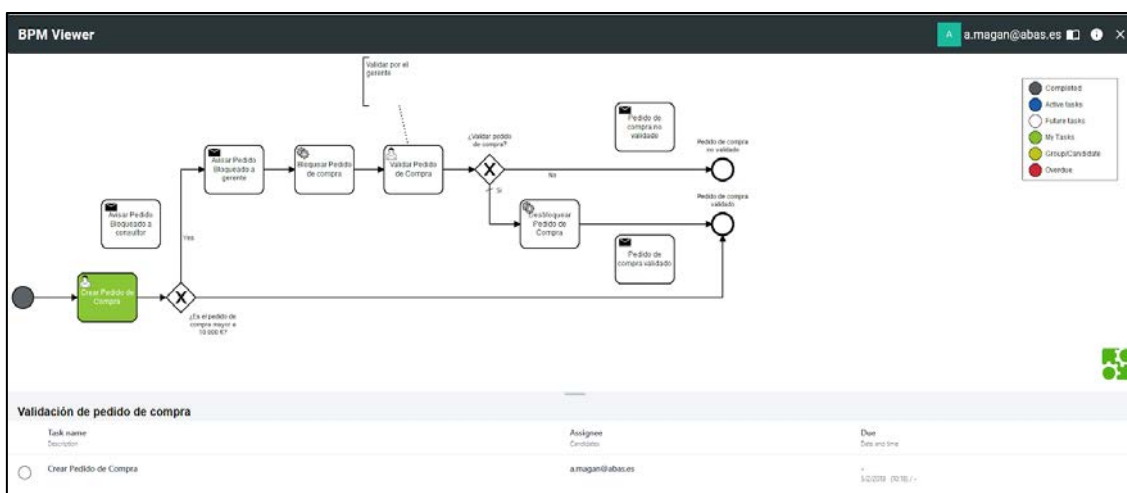 BPM Viewer
A a.magan@abas.es
Validar por el
gerente
Completed
Active tasks
Future tasks
My Tasks
Group/Candidate
Overdue
Pedido de
compra no
validado
¿Validar pedido
de compra?
Pedido de compra
no validado
Avisar Pedido
Bloqueado a
gerente
Bloquear Pedido
de compra
Validar Pedido
de Compra
X
No
Si
Pedido de compra
validado
Avisar Pedido
Bloqueado a
consultor
Yes
Desbloquear
Pedido de
Compra
Pedido de
compra validado
Crear Pedido de
Compra
X
¿Es el pedido de
compra mayor a
10 000 €?
Validación de pedido de compra
Task name Assignee Due
Description Candidates Date and time
Crear Pedido de Compra a.magan@abas.es -